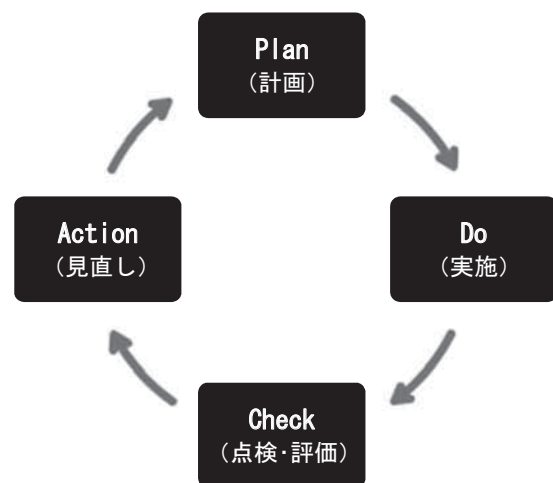 Plan
（計画）
Do
（実施）
Check
（点検･評価）
Action
（見直し）